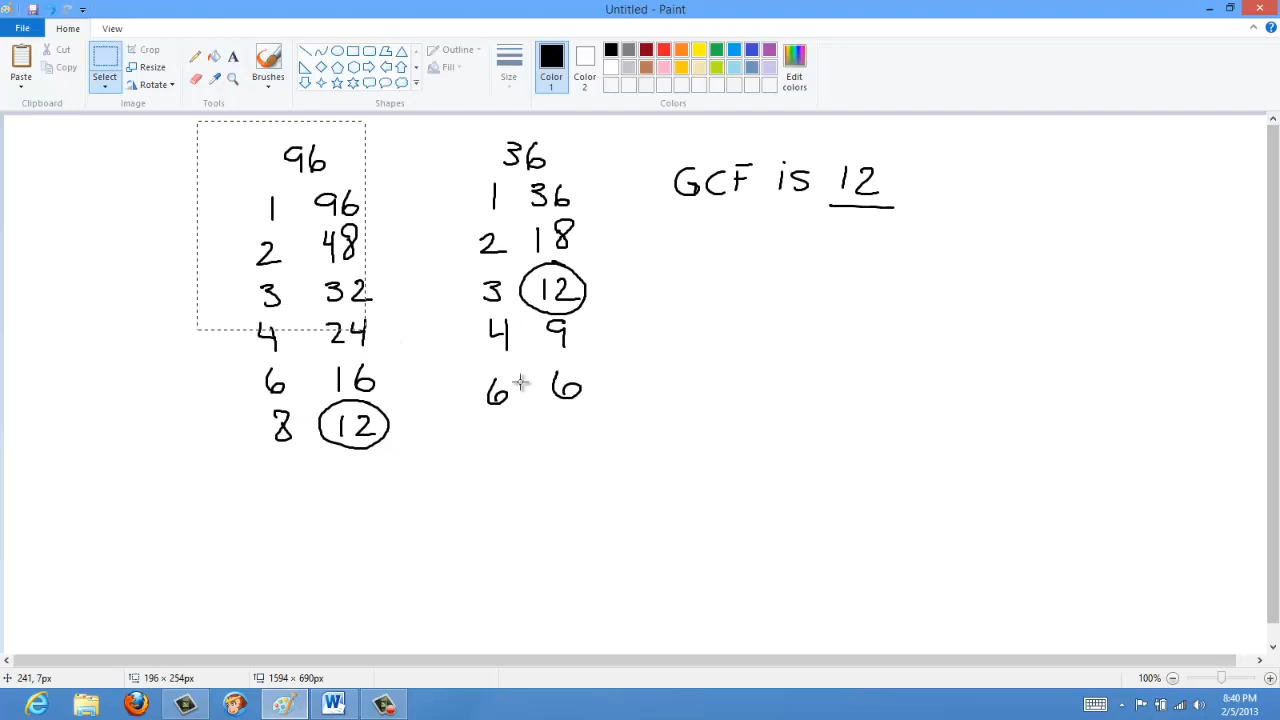 Untitled - Paint
File Home View
Paste
Cut
Copy
Clipboard
Select
Crop
Resize
Rotate
Image
A
Tools
Brushes
Outline
Fill
Shapes
Size
Color 1
Color 2
Edit colors
Colors
96
1 96
2 48
3 32
4 24
6 16
8 12
36
1 36
2 18
3 12
4 9
6 6
GCF is 12
241, 7px
196 × 254px
1594 × 690px
100%
W
8:40 PM
2/5/2013